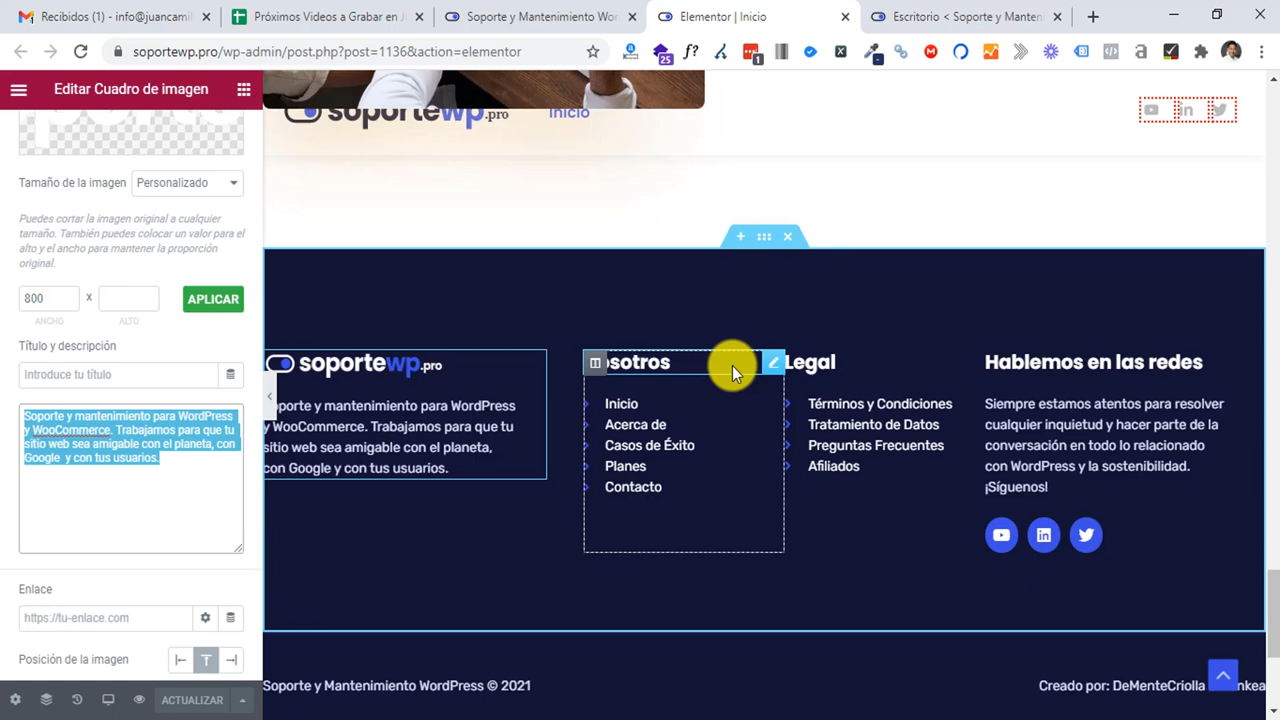 Recibidos (1) - info@juancamil
Próximos Videos a Grabar en J
Soporte y Mantenimiento Wor
Elementor | Inicio
Escritorio < Soporte y Manteni
soportewp.pro/wp-admin/post.php?post=1136&action=elementor
25
f?
1
Editar Cuadro de imagen
soportewp.pro
Inicio
Tamaño de la imagen
Personalizado
Puedes cortar la imagen original a cualquier
tamaño. También puedes colocar un valor para el
alto y el ancho para mantener la proporción
original.
800
x
APLICAR
ANCHO
ALTO
Título y descripción
Introduce tu título
Soporte y mantenimiento para WordPress
y WooCommerce. Trabajamos para que tu
sitio web sea amigable con el planeta, con
Google y con tus usuarios.
Enlace
https://tu-enlace.com
Posición de la imagen
ACTUALIZAR
soportewp.pro
oporte y mantenimiento para WordPress
y WooCommerce. Trabajamos para que tu
sitio web sea amigable con el planeta,
con Google y con tus usuarios.
osotros
Inicio
Acerca de
Casos de Éxito
Planes
Contacto
Legal
Términos y Condiciones
Tratamiento de Datos
Preguntas Frecuentes
Afiliados
Hablemos en las redes
Siempre estamos atentos para resolver
cualquier inquietud y hacer parte de la
conversación en todo lo relacionado
con WordPress y la sostenibilidad.
¡Síguenos!
Soporte y Mantenimiento WordPress © 2021
Creado por: DeMenteCriolla